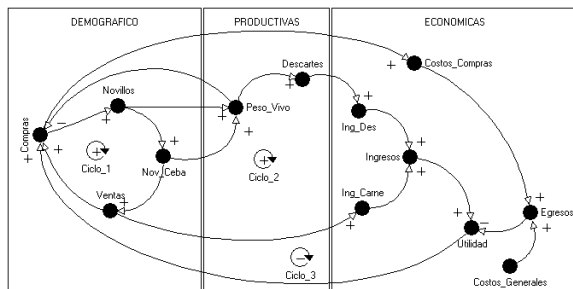 DEMOGRAFICO
PRODUCTIVAS
ECONOMICAS
Descartes
Costos_Compras
Novillos
Peso_Vivo
Ing_Des
Compras
Ciclo_1
Nov_Ceba
Ciclo_2
Ingresos
Ventas
Ing_Carne
Egresos
Utilidad
Ciclo_3
Costos_Generales